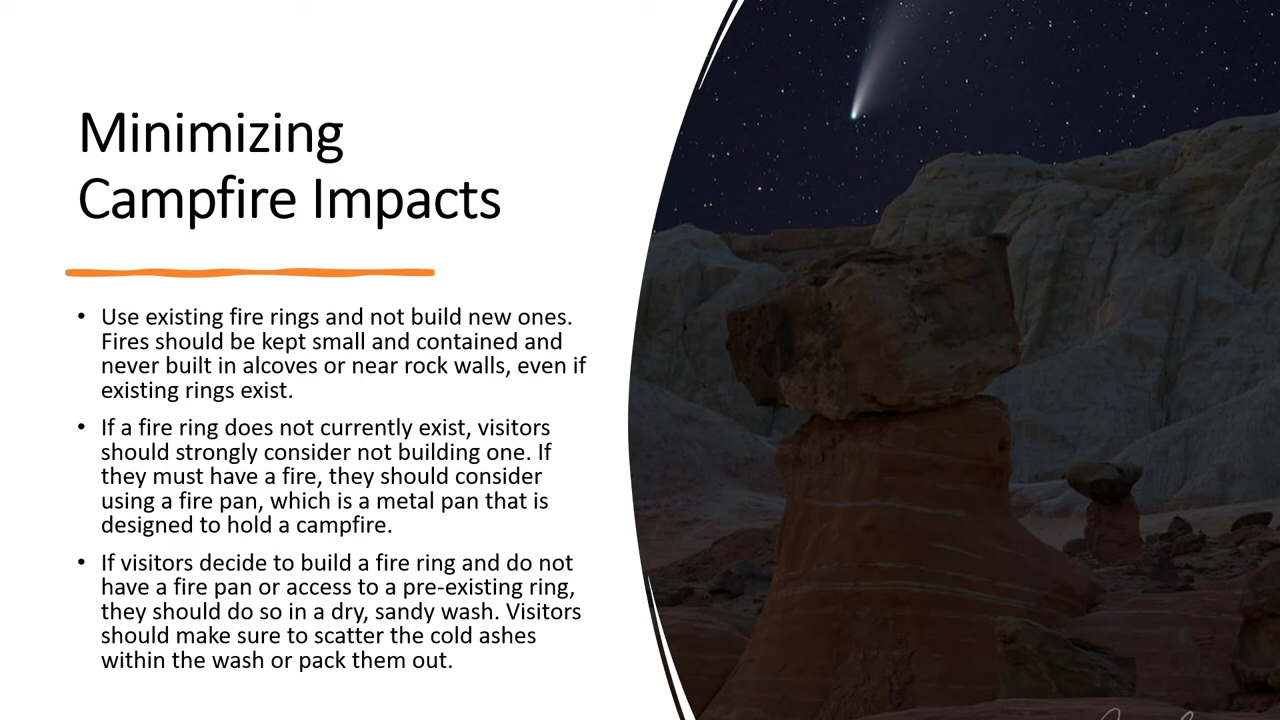 Minimizing
Campfire Impacts
• Use existing fire rings and not build new ones.
Fires should be kept small and contained and
never built in alcoves or near rock walls, even if
existing rings exist.
• If a fire ring does not currently exist, visitors
should strongly consider not building one. If
they must have a fire, they should consider
using a fire pan, which is a metal pan that is
designed to hold a campfire.
• If visitors decide to build a fire ring and do not
have a fire pan or access to a pre-existing ring,
they should do so in a dry, sandy wash. Visitors
should make sure to scatter the cold ashes
within the wash or pack them out.